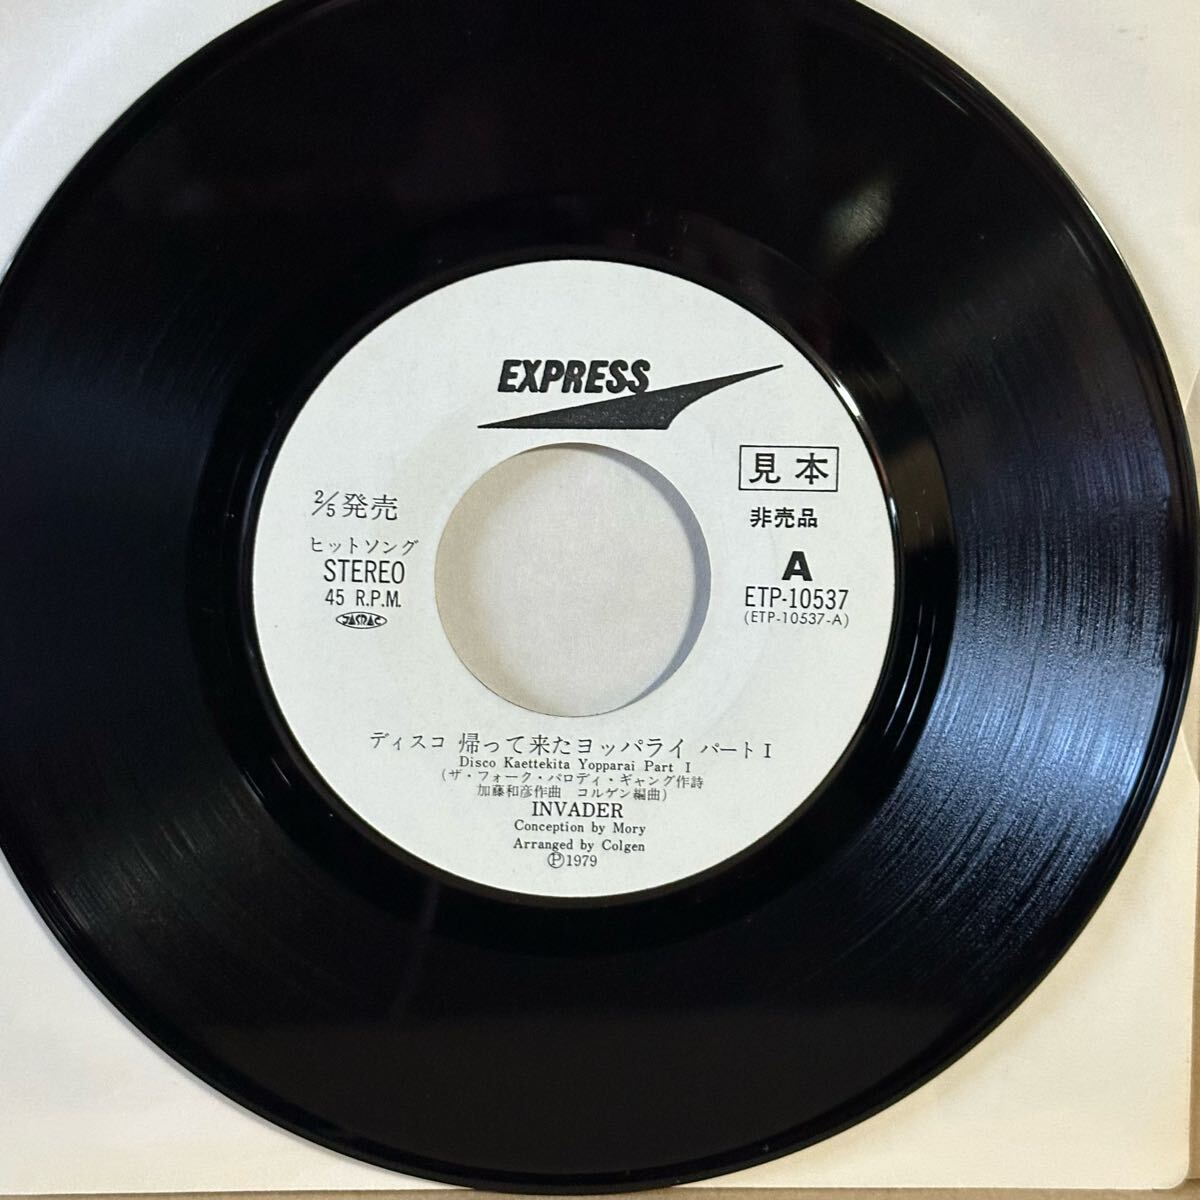 EXPRESS
見本
非売品
2/5発売
ヒットソング
STEREO
45 R.P.M.
JASRAC
A
ETP-10537
(ETP-10537-A)
ディスコ 帰って来たヨッパライ パートI
Disco Kaettekita Yopparai Part I
(ザ・フォーク・パロディ・ギャング作詩
加藤和彦作曲 コルゲン編曲)
INVADER
Conception by Mory
Arranged by Colgen
Ⓟ1979